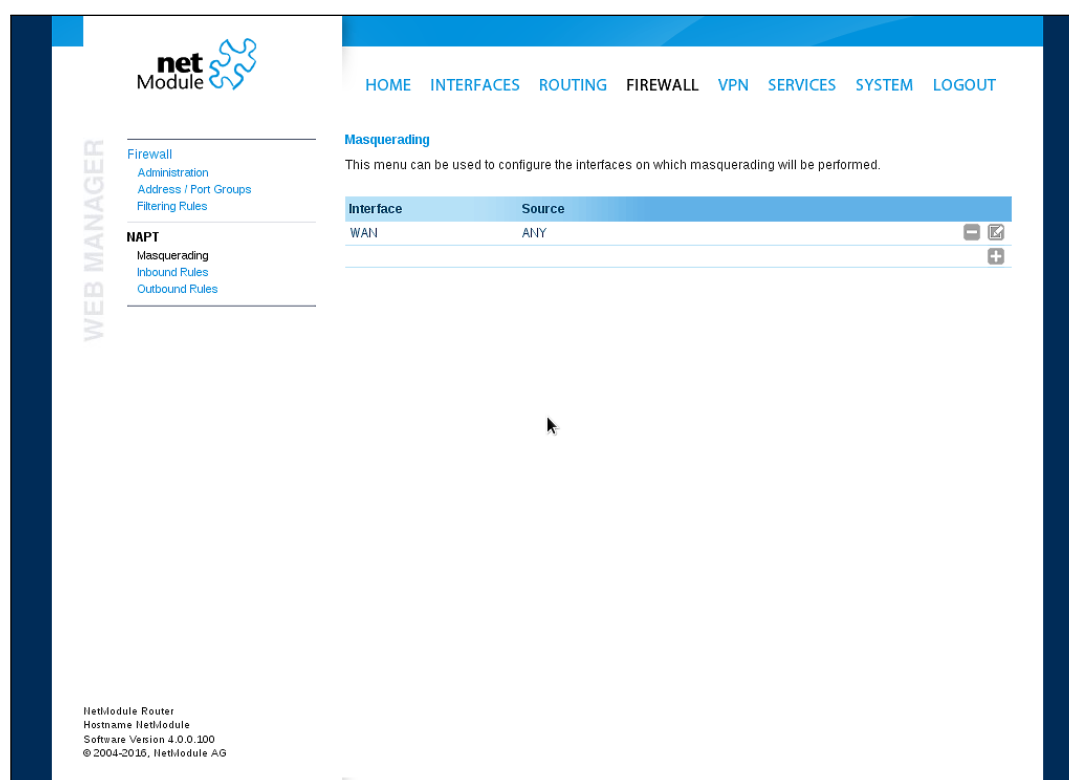 net
Module
HOME INTERFACES ROUTING FIREWALL VPN SERVICES SYSTEM LOGOUT
WEB MANAGER
Firewall
Administration
Address / Port Groups
Filtering Rules
NAPT
Masquerading
Inbound Rules
Outbound Rules
Masquerading
This menu can be used to configure the interfaces on which masquerading will be performed.
Interface Source
WAN ANY
NetModule Router
Hostname NetModule
Software Version 4.0.0.100
© 2004-2016, NetModule AG